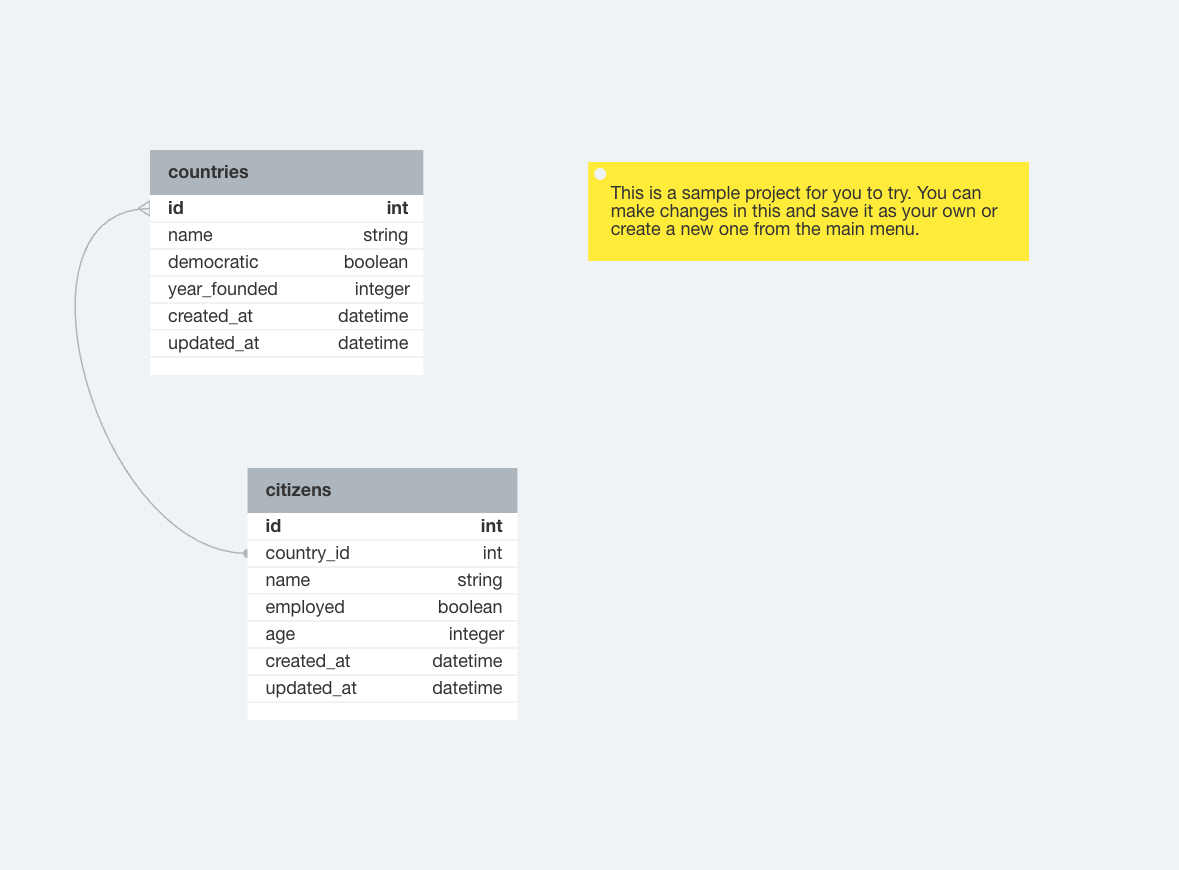 countries
id int
name string
democratic boolean
year_founded integer
created_at datetime
updated_at datetime
This is a sample project for you to try. You can
make changes in this and save it as your own or
create a new one from the main menu.
citizens
id int
country_id int
name string
employed boolean
age integer
created_at datetime
updated_at datetime